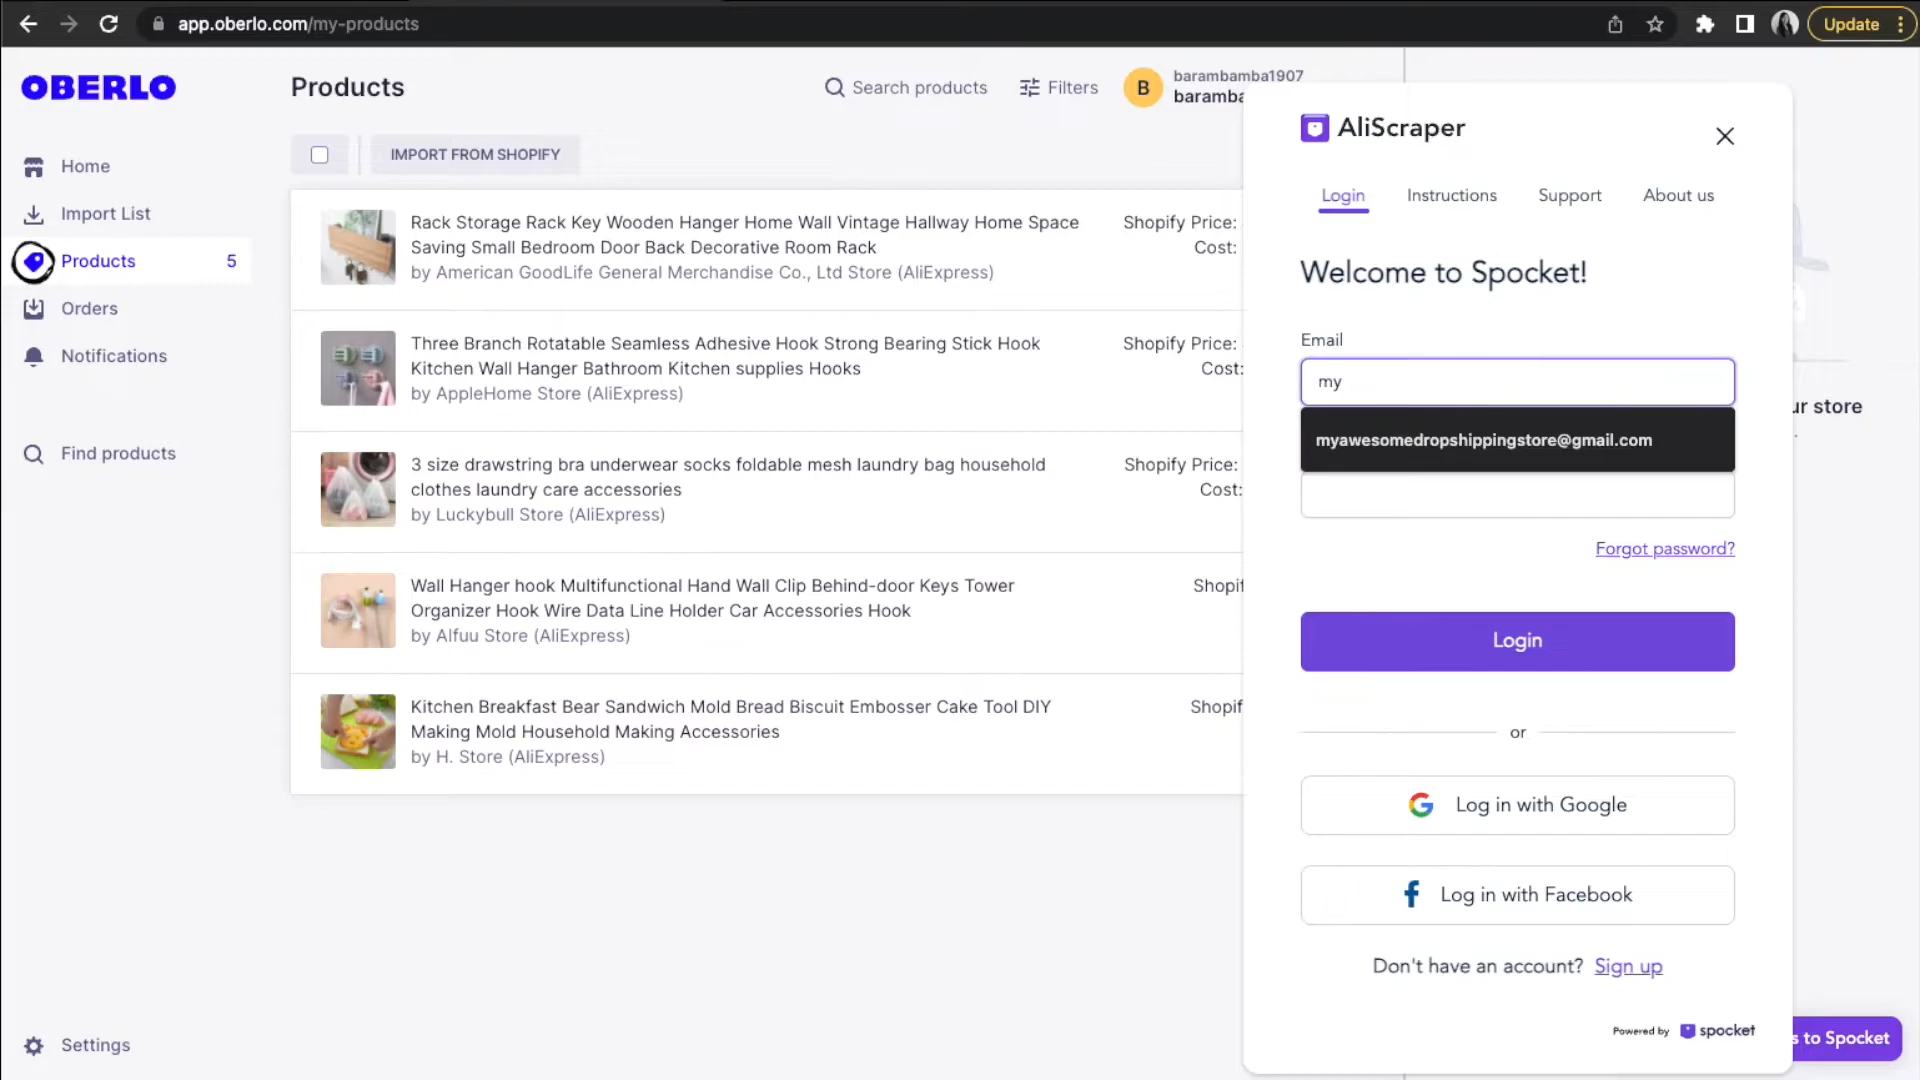 app.oberlo.com/my-products
Update
OBERLO
Home
Import List
Products
5
Orders
Notifications
Find products
Settings
Products
Search products
Filters
B
barambamba1907
baramba
IMPORT FROM SHOPIFY
Rack Storage Rack Key Wooden Hanger Home Wall Vintage Hallway Home Space
Saving Small Bedroom Door Back Decorative Room Rack
by American GoodLife General Merchandise Co., Ltd Store (AliExpress)
Shopify Price:
Cost:
Three Branch Rotatable Seamless Adhesive Hook Strong Bearing Stick Hook
Kitchen Wall Hanger Bathroom Kitchen supplies Hooks
by AppleHome Store (AliExpress)
Shopify Price:
Cost:
3 size drawstring bra underwear socks foldable mesh laundry bag household
clothes laundry care accessories
by Luckybull Store (AliExpress)
Shopify Price:
Cost:
Wall Hanger hook Multifunctional Hand Wall Clip Behind-door Keys Tower
Organizer Hook Wire Data Line Holder Car Accessories Hook
by Alfuu Store (AliExpress)
Shopif
Kitchen Breakfast Bear Sandwich Mold Bread Biscuit Embosser Cake Tool DIY
Making Mold Household Making Accessories
by H. Store (AliExpress)
Shopif
AliScraper
Login
Instructions
Support
About us
Welcome to Spocket!
Email
my
myawesomedropshippingstore@gmail.com
Forgot password?
Login
or
Log in with Google
Log in with Facebook
Don't have an account? Sign up
Powered by spocket
ur store
s to Spocket